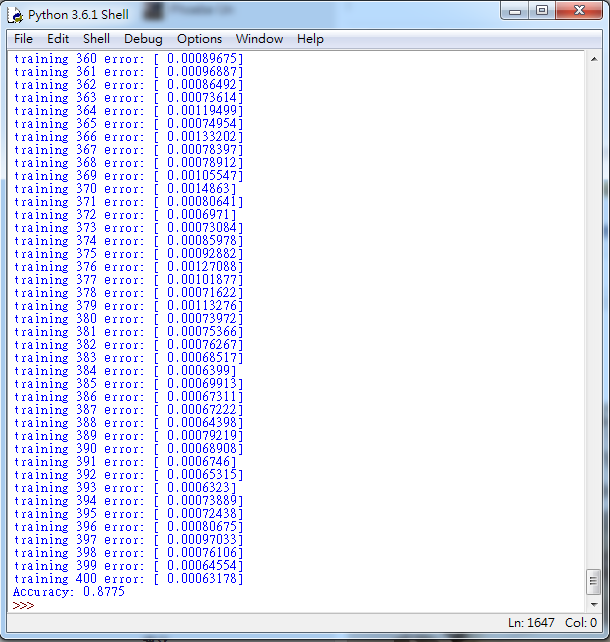 Python 3.6.1 Shell
File Edit Shell Debug Options Window Help
training 360 error: [ 0.00089675]
training 361 error: [ 0.00096887]
training 362 error: [ 0.00086492]
training 363 error: [ 0.00073614]
training 364 error: [ 0.00119499]
training 365 error: [ 0.00074954]
training 366 error: [ 0.00133202]
training 367 error: [ 0.00078397]
training 368 error: [ 0.00078912]
training 369 error: [ 0.00105547]
training 370 error: [ 0.0014863]
training 371 error: [ 0.00080641]
training 372 error: [ 0.0006971]
training 373 error: [ 0.00073084]
training 374 error: [ 0.00085978]
training 375 error: [ 0.00092882]
training 376 error: [ 0.00127088]
training 377 error: [ 0.00101877]
training 378 error: [ 0.00071622]
training 379 error: [ 0.00113276]
training 380 error: [ 0.00073972]
training 381 error: [ 0.00075366]
training 382 error: [ 0.00076267]
training 383 error: [ 0.00068517]
training 384 error: [ 0.0006399]
training 385 error: [ 0.00069913]
training 386 error: [ 0.00067311]
training 387 error: [ 0.00067222]
training 388 error: [ 0.00064398]
training 389 error: [ 0.00079219]
training 390 error: [ 0.00068908]
training 391 error: [ 0.0006746]
training 392 error: [ 0.00065315]
training 393 error: [ 0.0006323]
training 394 error: [ 0.00073889]
training 395 error: [ 0.00072438]
training 396 error: [ 0.00080675]
training 397 error: [ 0.00097033]
training 398 error: [ 0.00076106]
training 399 error: [ 0.00064554]
training 400 error: [ 0.00063178]
Accuracy: 0.8775
>>>
Ln: 1647 Col: 0